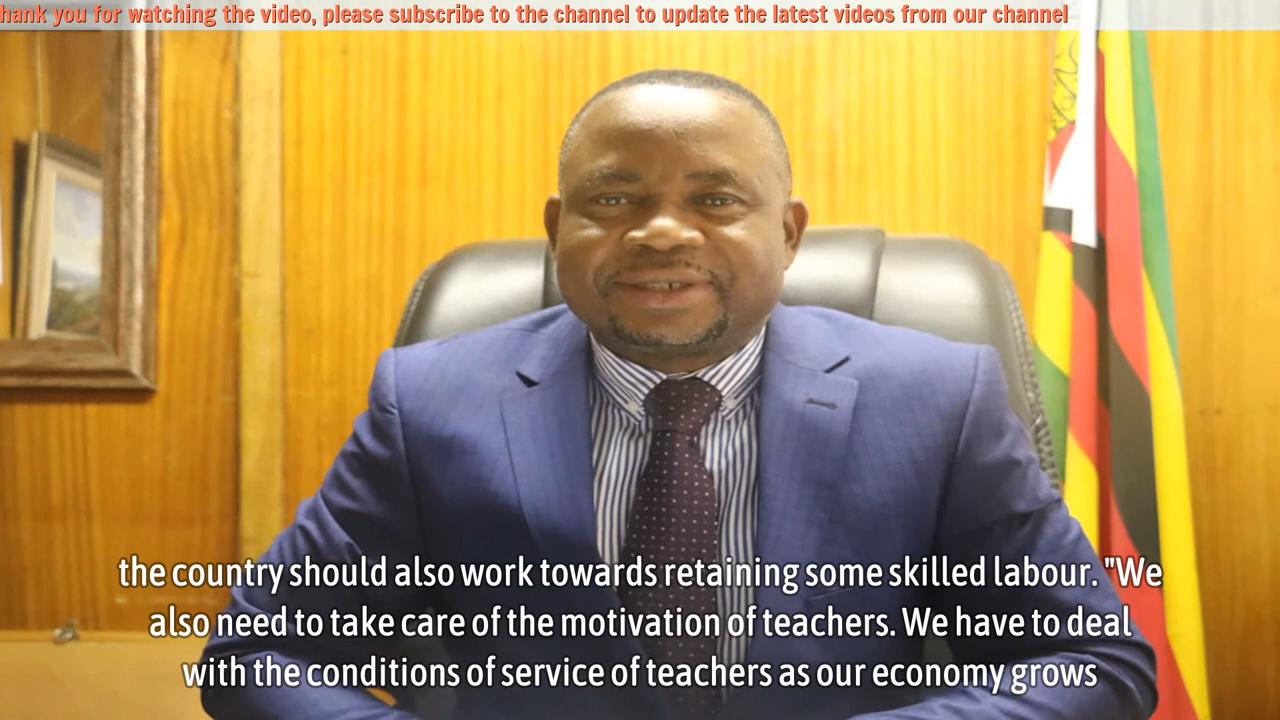 hank you for watching the video, please subscribe to the channel to update the latest videos from our channel
the country should also work towards retaining some skilled labour. "We
also need to take care of the motivation of teachers. We have to deal
with the conditions of service of teachers as our economy grows